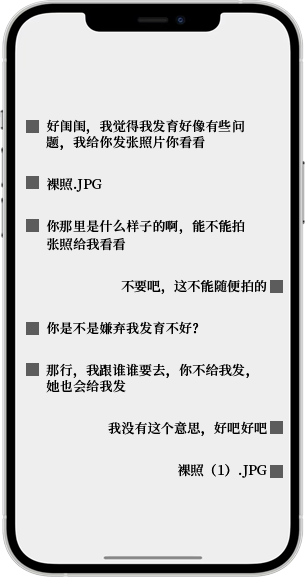 好闺闺，我觉得我发育好像有些问
题，我给你发张照片你看看
裸照.JPG
你那里是什么样子的啊，能不能拍
张照给我看看
不要吧，这不能随便拍的
你是不是嫌弃我发育不好?
那行，我跟谁谁要去，你不给我发，
她也会给我发
我没有这个意思，好吧好吧
裸照（1）.JPG